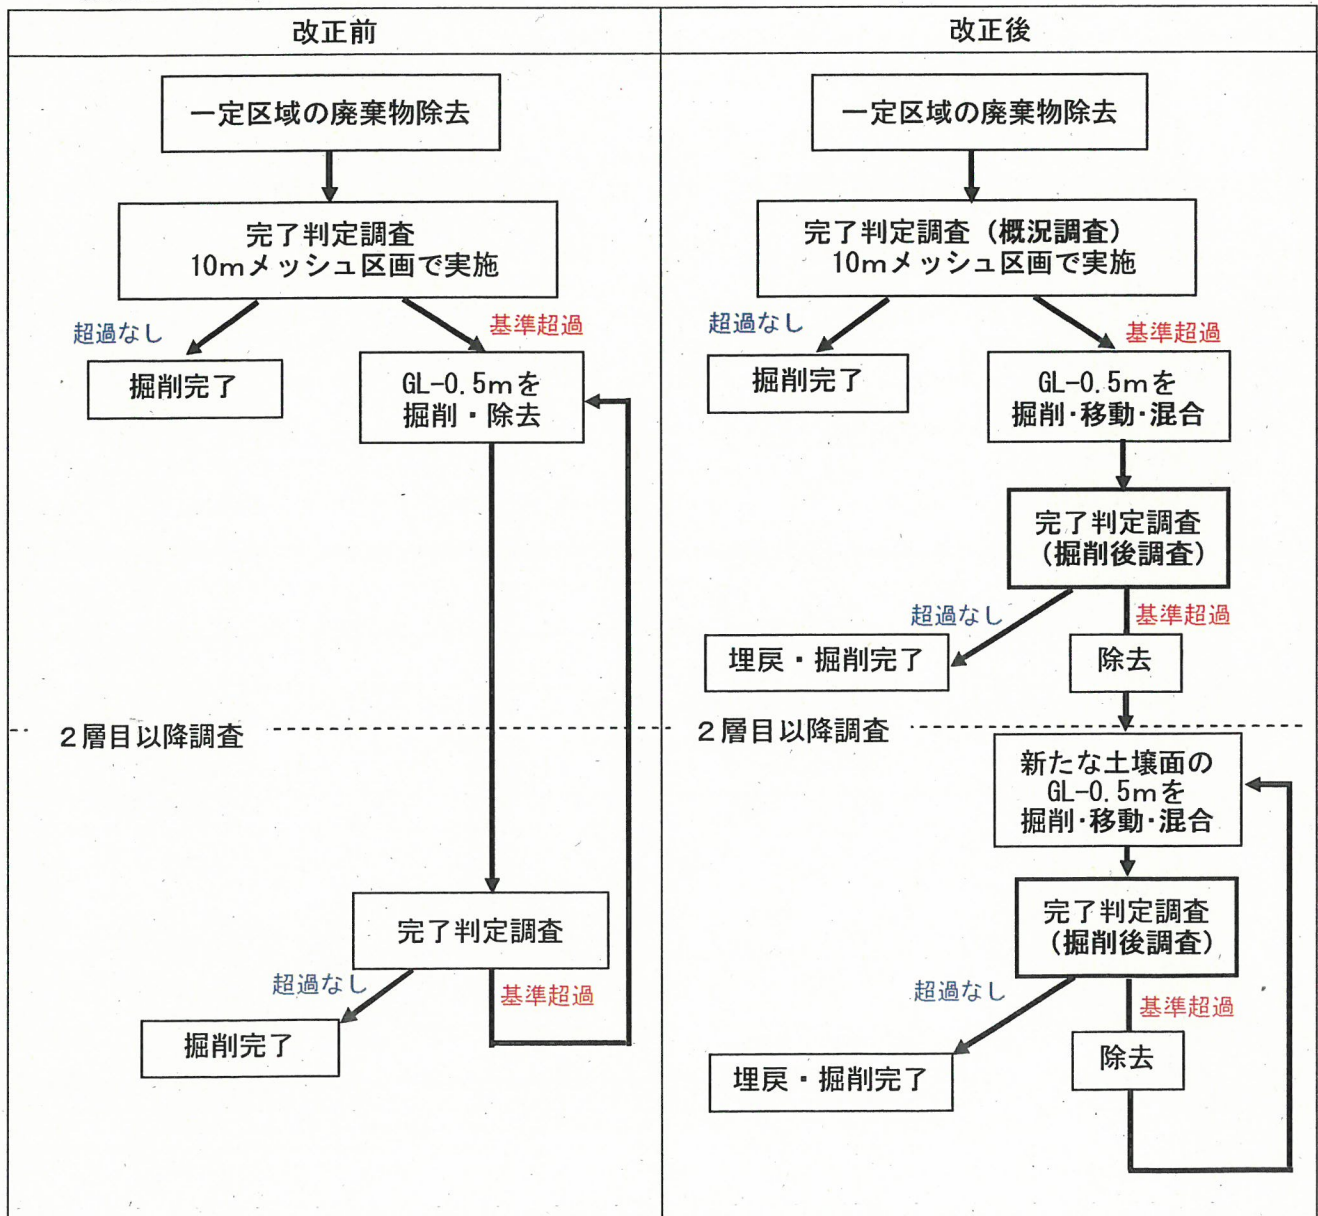 改正前
一定区域の廃棄物除去
完了判定調査
10mメッシュ区画で実施
超過なし
基準超過
掘削完了
GL-0.5mを
掘削・除去
2層目以降調査
完了判定調査
超過なし
基準超過
掘削完了
改正後
一定区域の廃棄物除去
完了判定調査（概況調査）
10mメッシュ区画で実施
超過なし
基準超過
掘削完了
GL-0.5mを
掘削・移動・混合
完了判定調査
（掘削後調査）
超過なし
基準超過
埋戻・掘削完了
除去
2層目以降調査
新たな土壌面の
GL-0.5mを
掘削・移動・混合
完了判定調査
（掘削後調査）
超過なし
基準超過
埋戻・掘削完了
除去